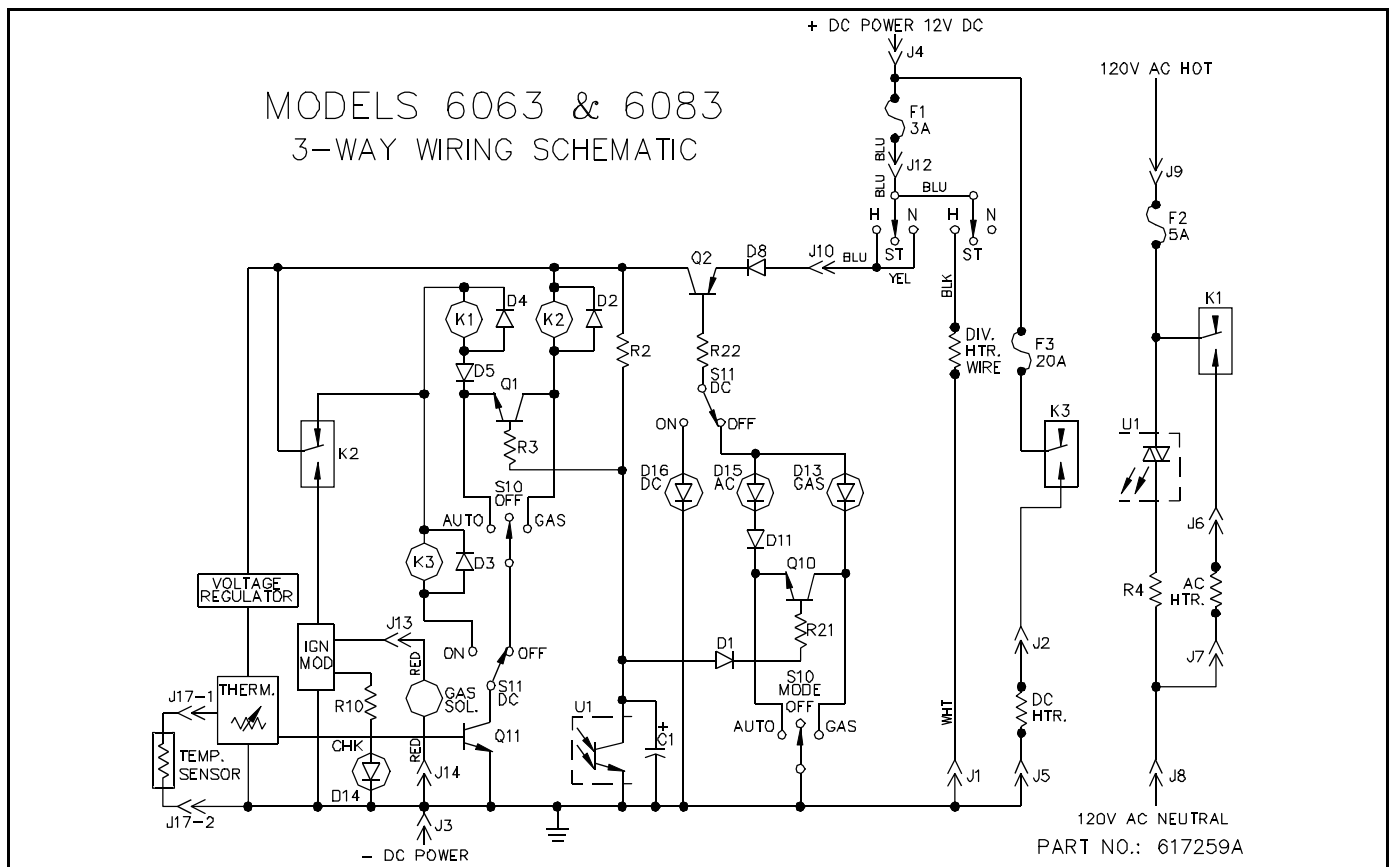 + DC POWER 12V DC
J4
120V AC HOT
MODELS 6063 & 6083
3-WAY WIRING SCHEMATIC
F1
3A
BLU
J12
BLU
BLU
J9
F2
5A
H
N
H
N
ST
ST
Q2
D8
J10
BLU
YEL
BLK
K1
D4
K1
K2
D2
R2
R22
DIV.
HTR.
WIRE
F3
20A
K1
D5
Q1
S11
DC
K2
R3
ON
OFF
K3
U1
D16
DC
D15
AC
D13
GAS
S10
OFF
AUTO
GAS
J6
D11
K3
D3
Q10
VOLTAGE
REGULATOR
R4
AC
HTR.
R21
J13
IGN
MOD
ON
OFF
D1
J2
J7
RED
S11
DC
S10
MODE
OFF
J17-1
THERM.
R10
GAS
SOL.
DC
HTR.
WHT
U1
AUTO
GAS
TEMP.
SENSOR
CHK
RED
Q11
+
C1
D14
J14
J1
J5
J8
J17-2
J3
120V AC NEUTRAL
- DC POWER
PART NO.: 617259A